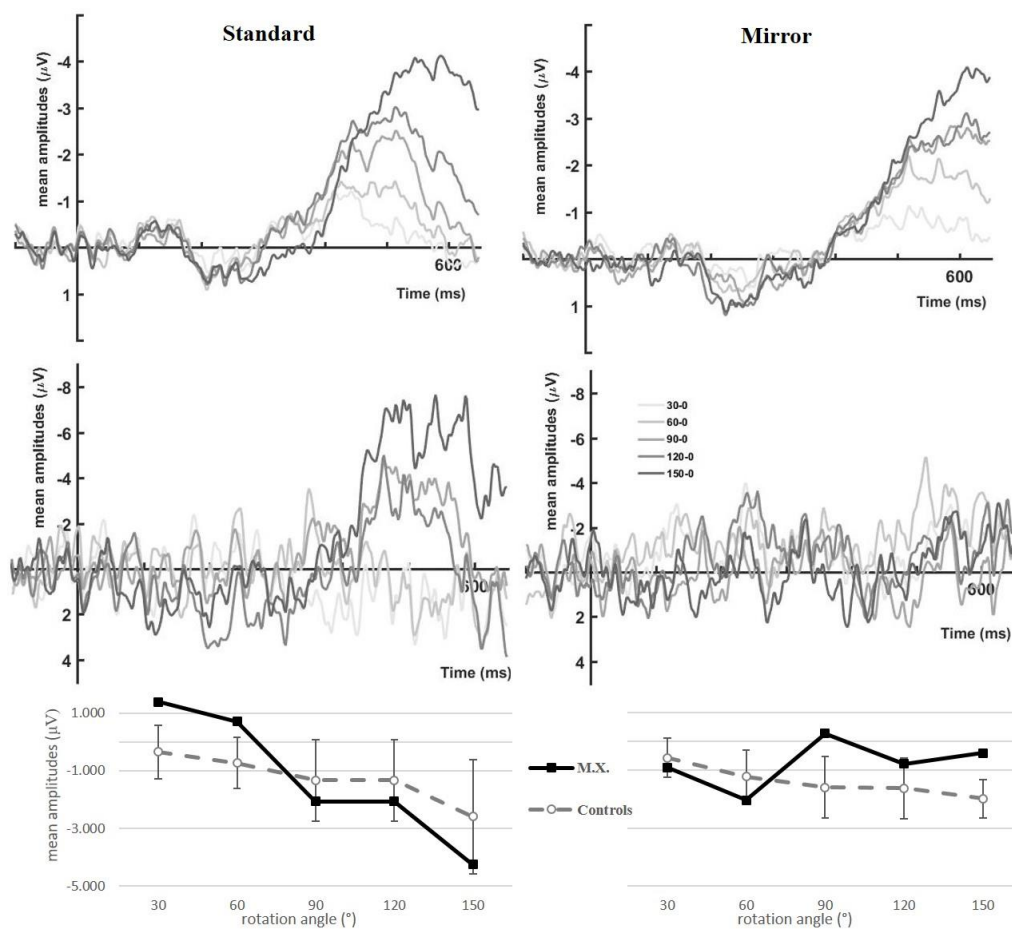 Standard
mean amplitudes (μV)
-4
-3
-2
-1
1
600
Time (ms)
Mirror
mean amplitudes (μV)
-4
-3
-2
-1
1
600
Time (ms)
mean amplitudes (μV)
-8
-6
-4
-2
2
4
600
Time (ms)
mean amplitudes (μV)
-8
-6
-4
-2
2
4
30-0
60-0
90-0
120-0
150-0
600
Time (ms)
mean amplitudes (μV)
1.000
-1.000
-3.000
-5.000
30 60 90 120 150
rotation angle (°)
M.X.
Controls
30 60 90 120 150
rotation angle (°)